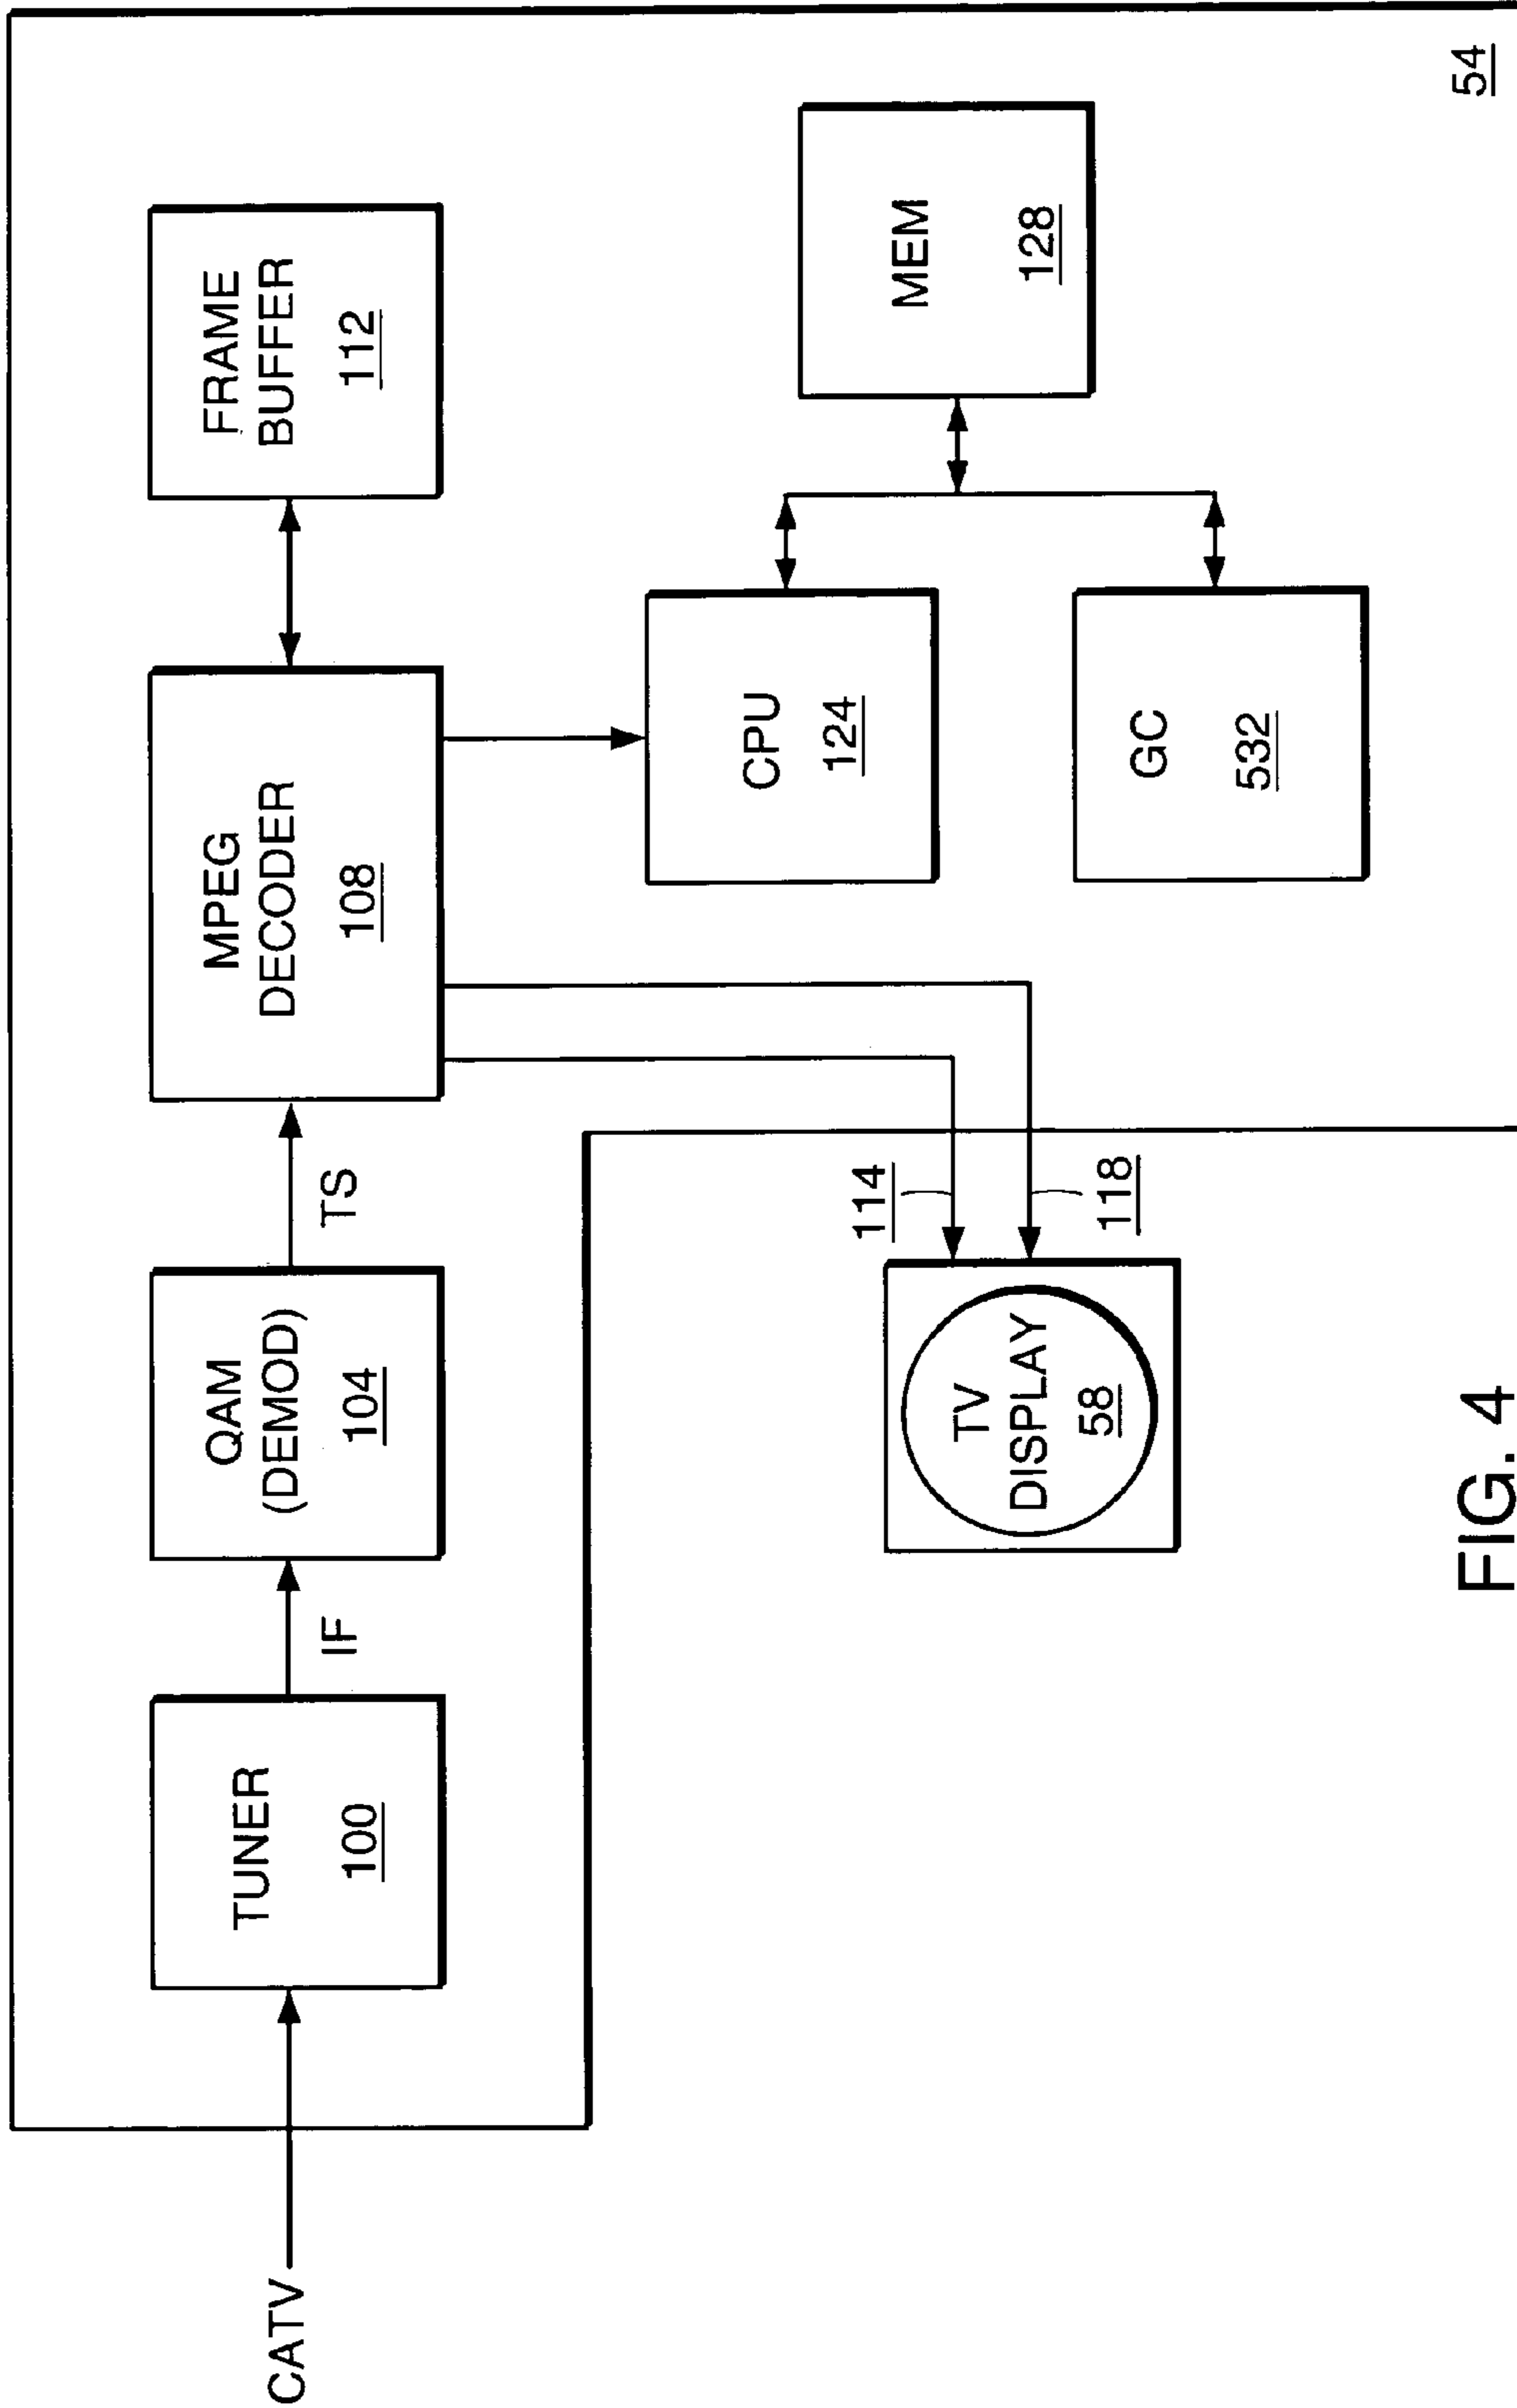 CATV
TUNER
100
IF
QAM
(DEMOD)
104
TS
MPEG
DECODER
108
FRAME
BUFFER
112
114
118
TV
DISPLAY
58
CPU
124
GC
532
MEM
128
54
FIG. 4